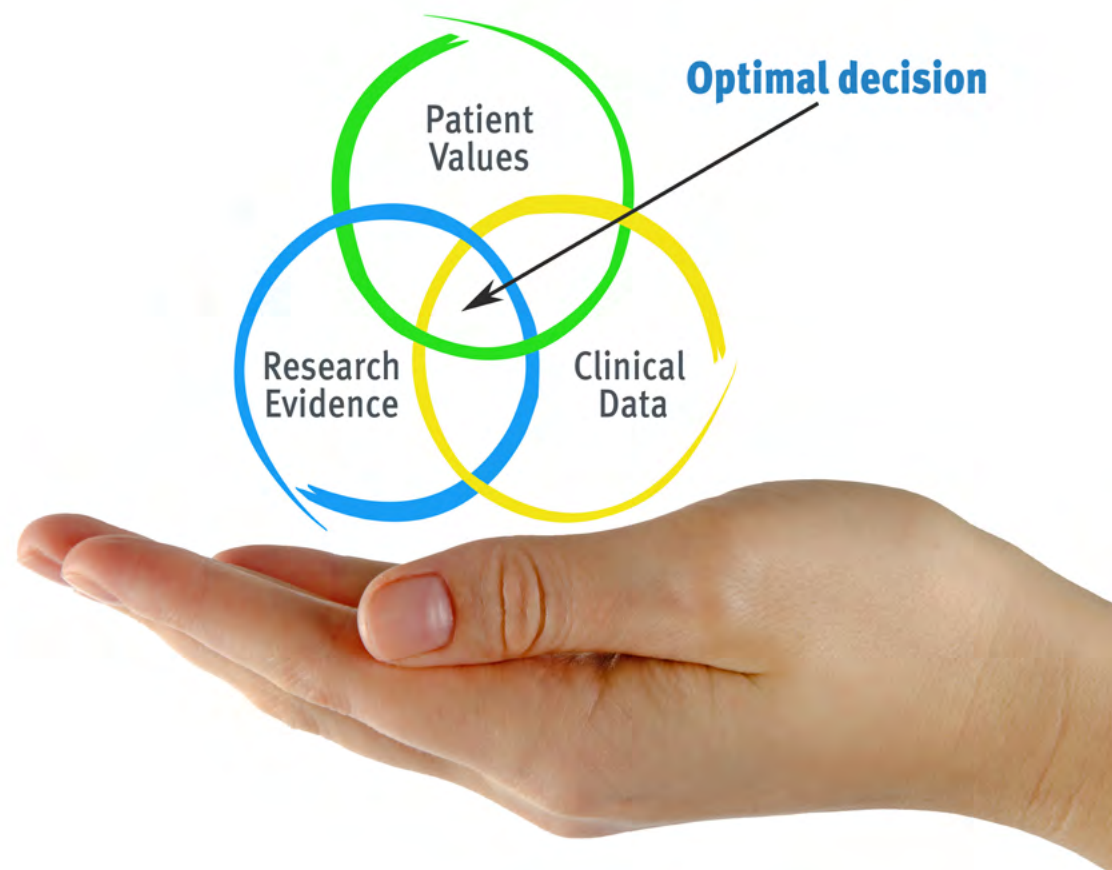 Optimal decision
Patient
Values
Research
Evidence
Clinical
Data